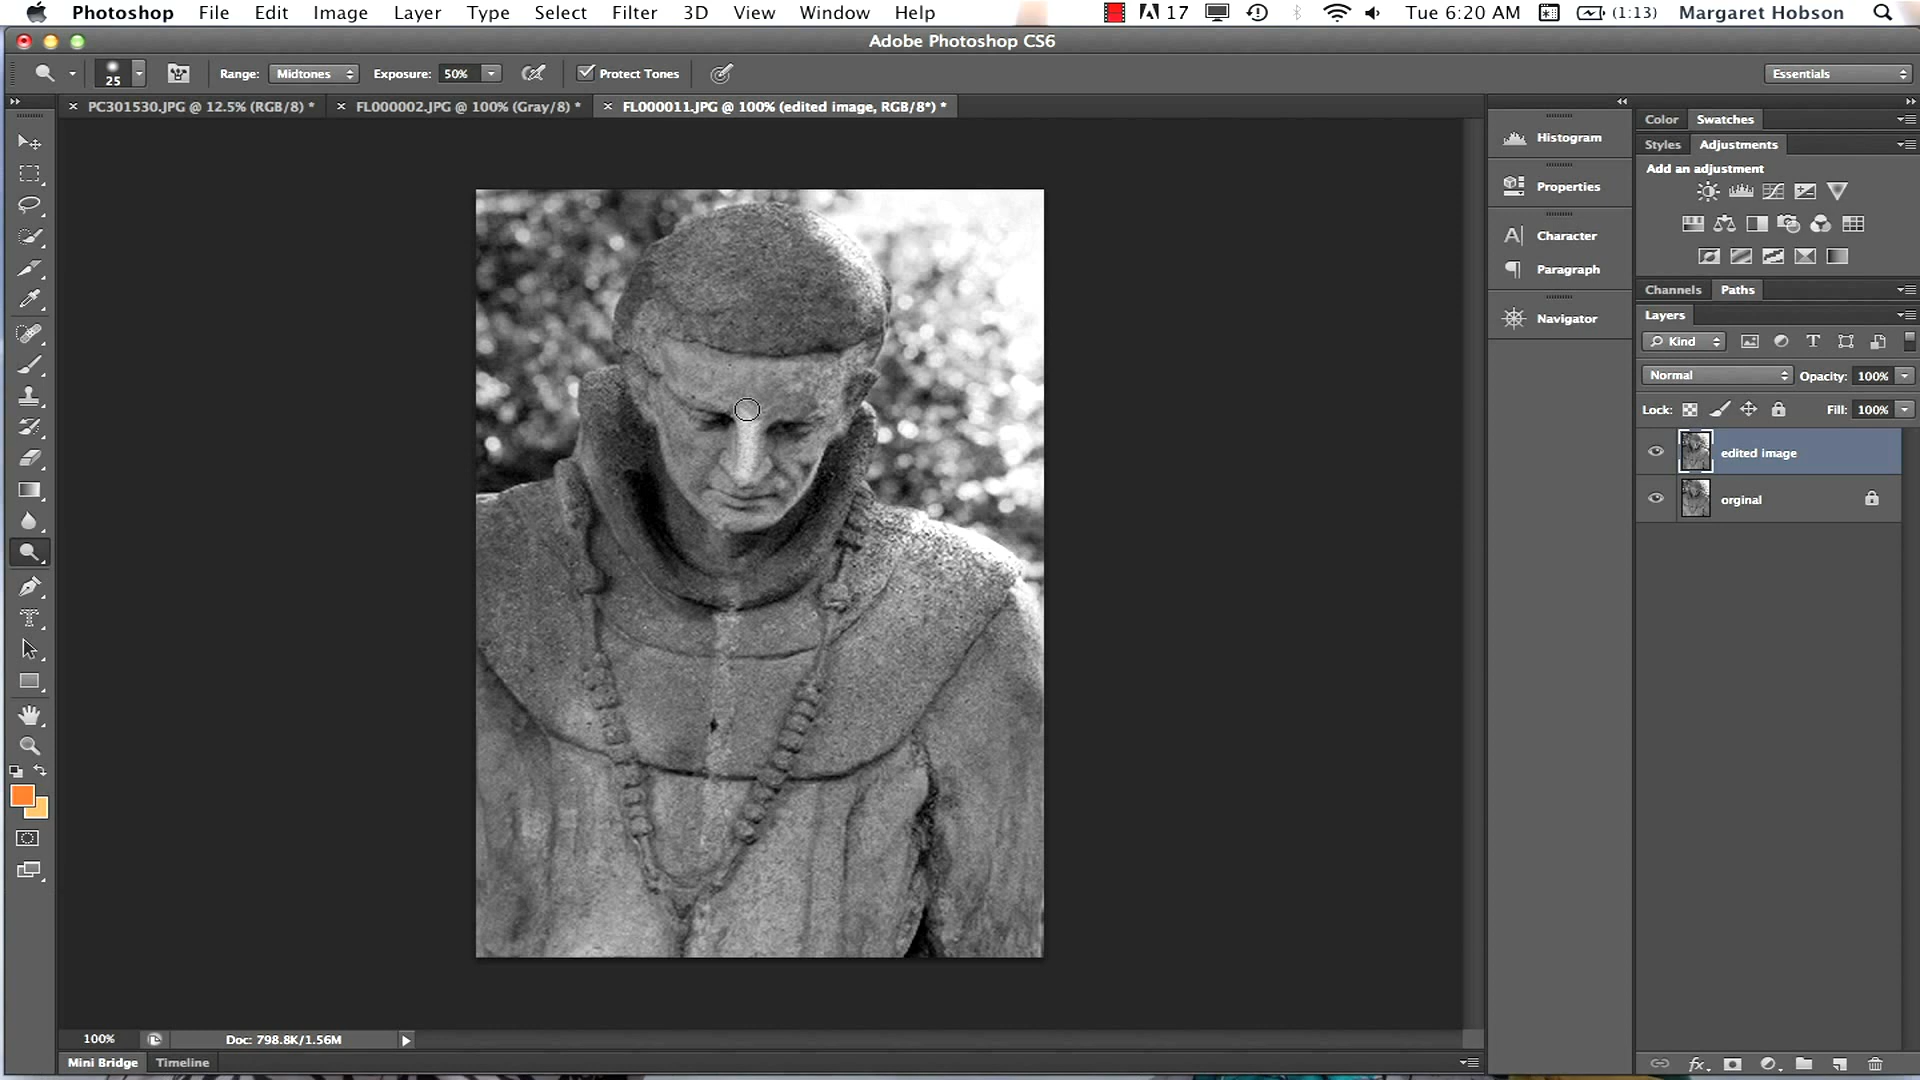 Photoshop File Edit Image Layer Type Select Filter 3D View Window Help 17 Tue 6:20 AM (1:13) Margaret Hobson
Adobe Photoshop CS6
25 Range: Midtones Exposure: 50% Protect Tones Essentials
PC301530.JPG @ 12.5% (RGB/8) * FL000002.JPG @ 100% (Gray/8) * FL000011.JPG @ 100% (edited image, RGB/8*) *
Color Swatches
Histogram
Styles Adjustments
Add an adjustment
Properties
Character
Paragraph
Channels Paths
Layers
Navigator
Kind
Normal Opacity: 100%
Lock: Fill: 100%
edited image
orginal
100% Doc: 798.8K/1.56M
Mini Bridge Timeline